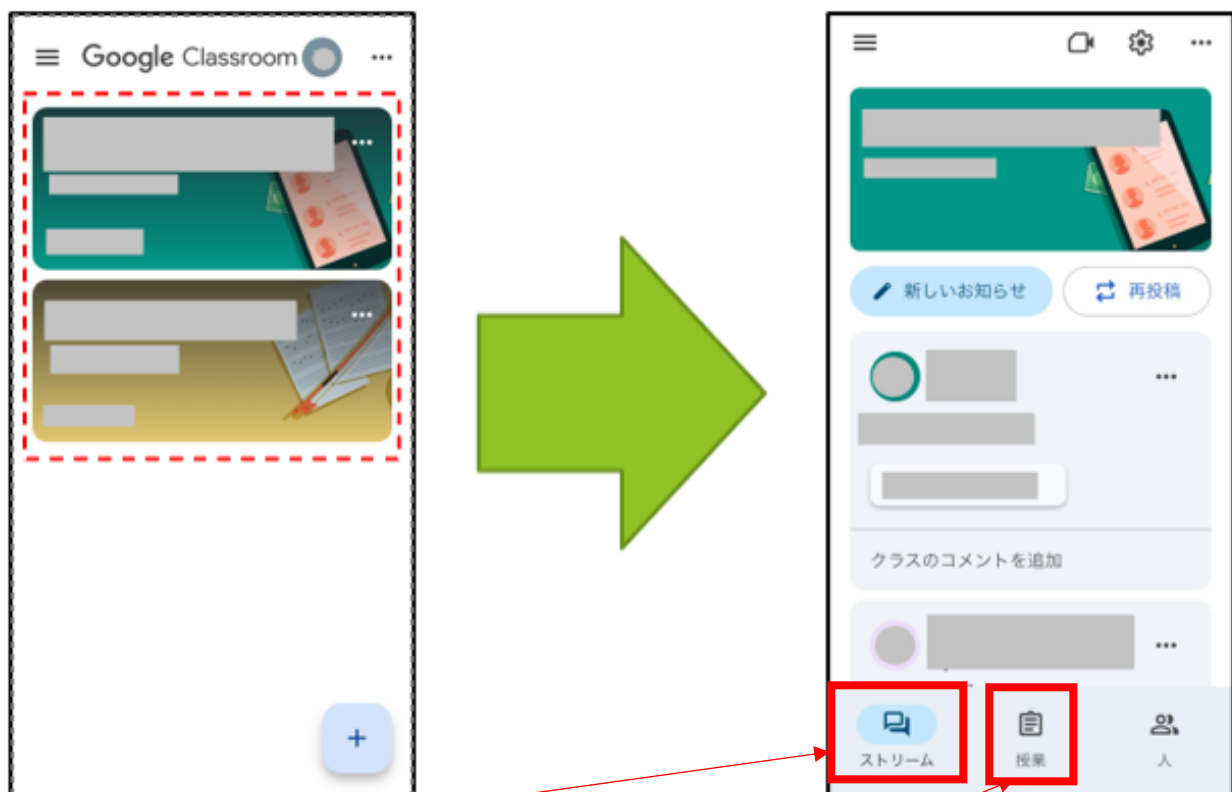 Google Classroom
新しいお知らせ
再投稿
クラスのコメントを追加
ストリーム
授業
人